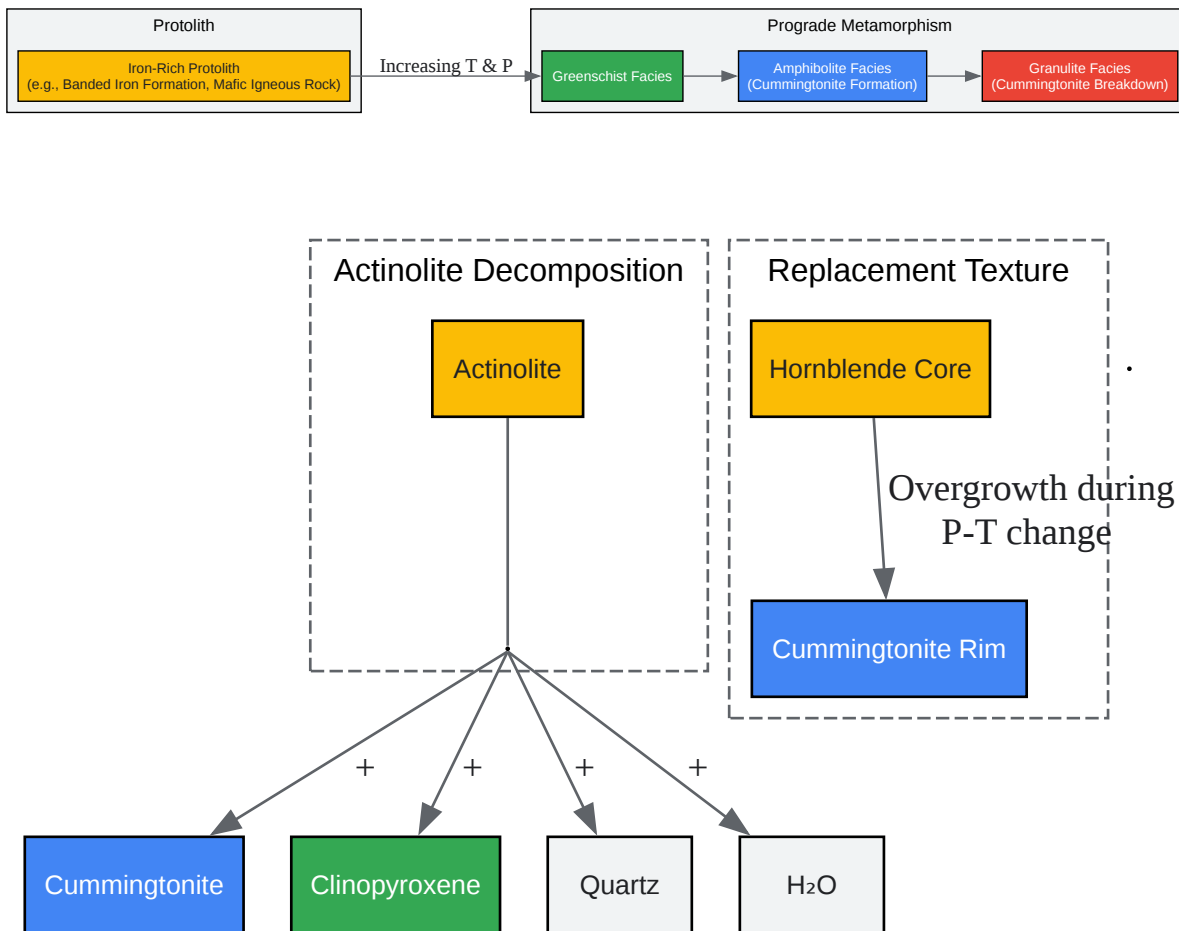 Protolith
Iron-Rich Protolith
(e.g., Banded Iron Formation, Mafic Igneous Rock)
Increasing T & P
Prograde Metamorphism
Greenschist Facies
Amphibolite Facies
(Cummingtonite Formation)
Granulite Facies
(Cummingtonite Breakdown)
Actinolite Decomposition
Actinolite
Replacement Texture
Hornblende Core
.
Overgrowth during
P-T change
Cummingtonite Rim
+ + + +
Cummingtonite
Clinopyroxene
Quartz
H₂O